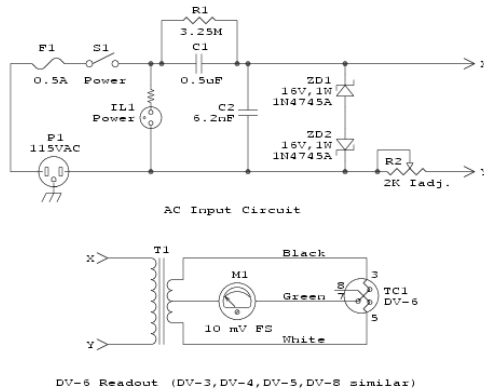 R1
3.25M
F1
S1
C1
X
0.5A
Power
0.5uF
ZD1
16V,1W
1N4745A
IL1
Power
C2
6.2nF
P1
115VAC
ZD2
16V,1W
1N4745A
R2
Y
2K Iadj.
AC Input Circuit
T1
Black
X
M1
3
8
TC1
Green
7
DV-6
10 mV FS
5
Y
White
DV-6 Readout (DV-3,DV-4,DV-5,DV-8 similar)